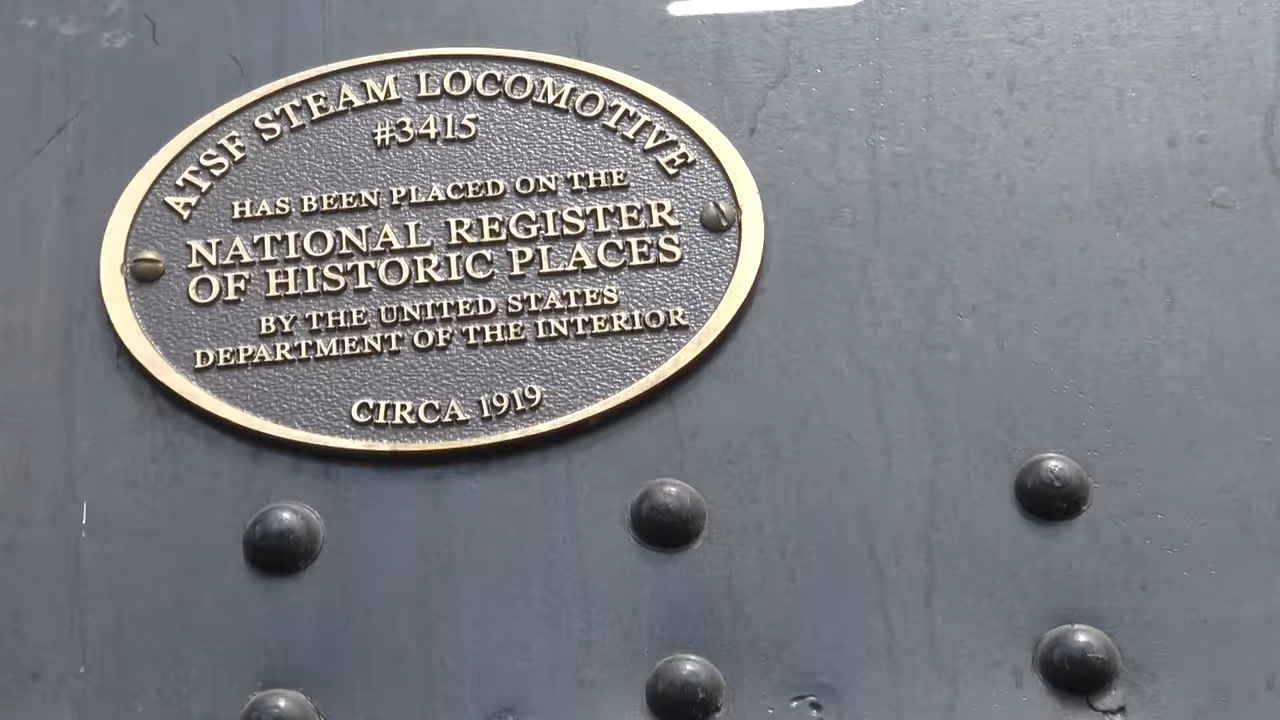 ATSF STEAM LOCOMOTIVE
#3415
HAS BEEN PLACED ON THE
NATIONAL REGISTER
OF HISTORIC PLACES
BY THE UNITED STATES
DEPARTMENT OF THE INTERIOR
CIRCA 1919